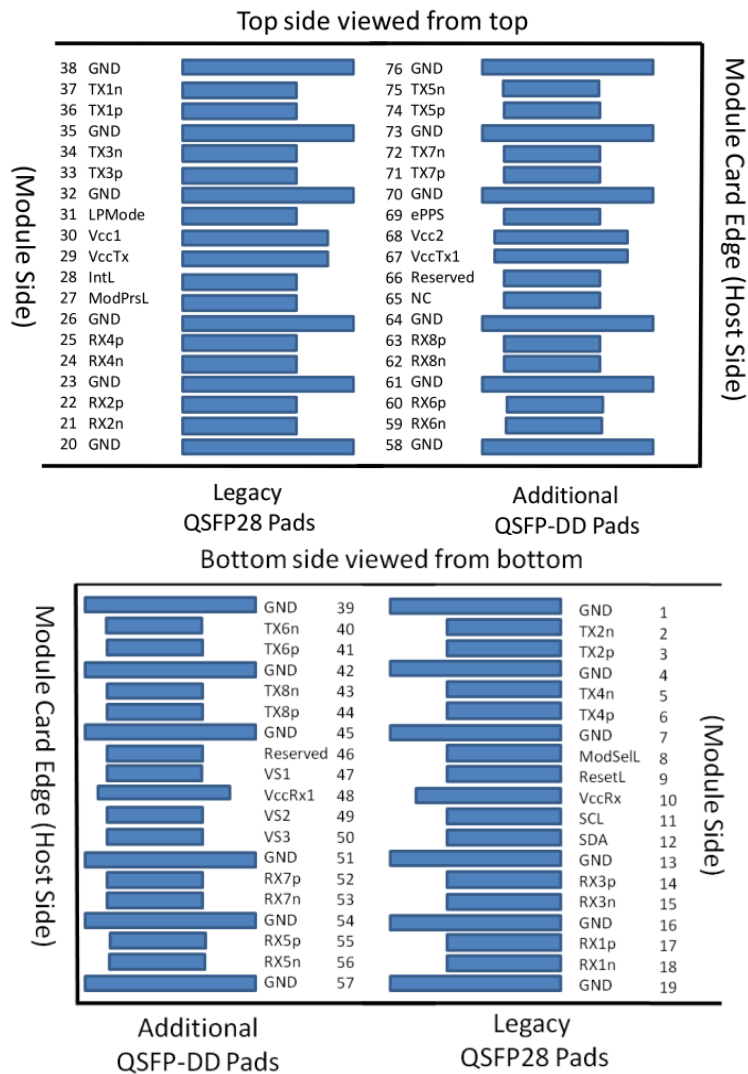 Top side viewed from top
38 GND 76 GND
37 TX1n 75 TX5n
36 TX1p 74 TX5p
35 GND 73 GND
34 TX3n 72 TX7n
33 TX3p 71 TX7p
32 GND 70 GND
31 LPMode 69 ePPS
30 Vcc1 68 Vcc2
29 VccTx 67 VccTx1
28 IntL 66 Reserved
27 ModPrsL 65 NC
26 GND 64 GND
25 RX4p 63 RX8p
24 RX4n 62 RX8n
23 GND 61 GND
22 RX2p 60 RX6p
21 RX2n 59 RX6n
20 GND 58 GND
(Module Side)
Module Card Edge (Host Side)
Legacy
QSFP28 Pads
Additional
QSFP-DD Pads
Bottom side viewed from bottom
GND 39 GND 1
TX6n 40 TX2n 2
TX6p 41 TX2p 3
GND 42 GND 4
TX8n 43 TX4n 5
TX8p 44 TX4p 6
GND 45 GND 7
Reserved 46 ModSelL 8
VS1 47 ResetL 9
VccRx1 48 VccRx 10
VS2 49 SCL 11
VS3 50 SDA 12
GND 51 GND 13
RX7p 52 RX3p 14
RX7n 53 RX3n 15
GND 54 GND 16
RX5p 55 RX1p 17
RX5n 56 RX1n 18
GND 57 GND 19
Module Card Edge (Host Side)
(Module Side)
Additional
QSFP-DD Pads
Legacy
QSFP28 Pads